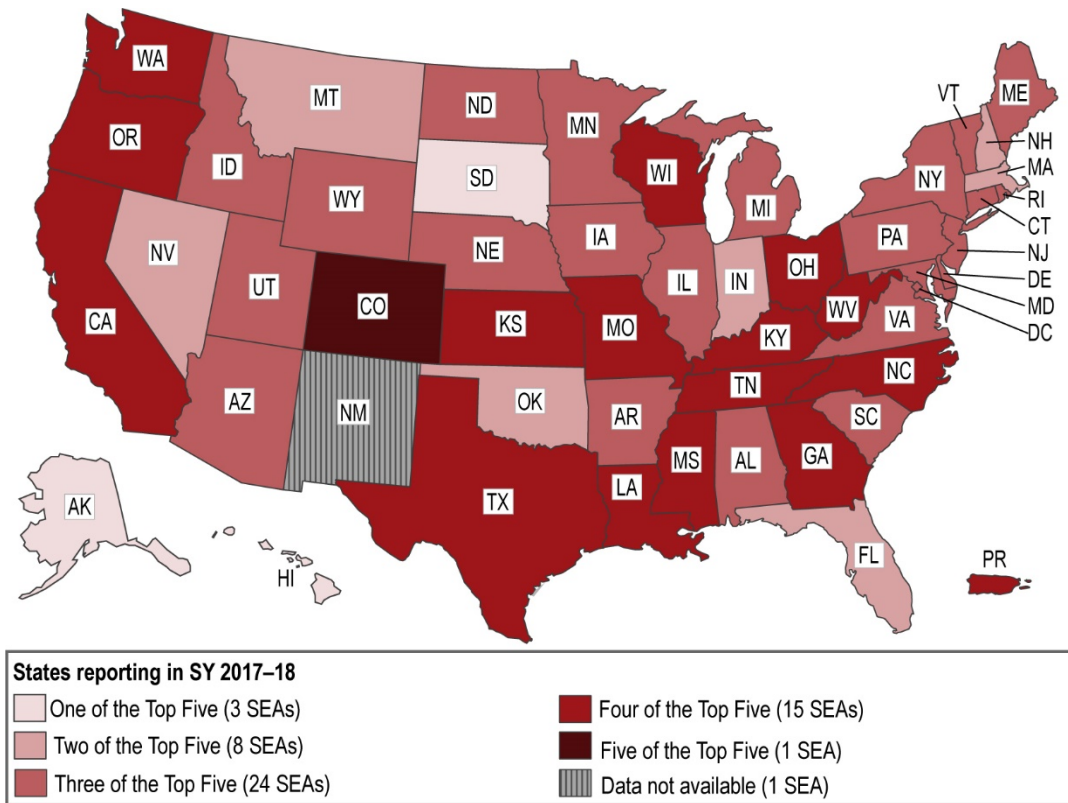 WA
MT
ND
MN
VT
ME
OR
ID
SD
WI
NH
MA
WY
MI
NY
RI
CT
NV
NE
IA
PA
NJ
UT
IL
IN
OH
DE
MD
CA
CO
KS
MO
WV
VA
DC
KY
AZ
NM
OK
AR
TN
NC
SC
MS
AL
GA
AK
TX
LA
FL
HI
PR
States reporting in SY 2017–18
One of the Top Five (3 SEAs)
Two of the Top Five (8 SEAs)
Three of the Top Five (24 SEAs)
Four of the Top Five (15 SEAs)
Five of the Top Five (1 SEA)
Data not available (1 SEA)